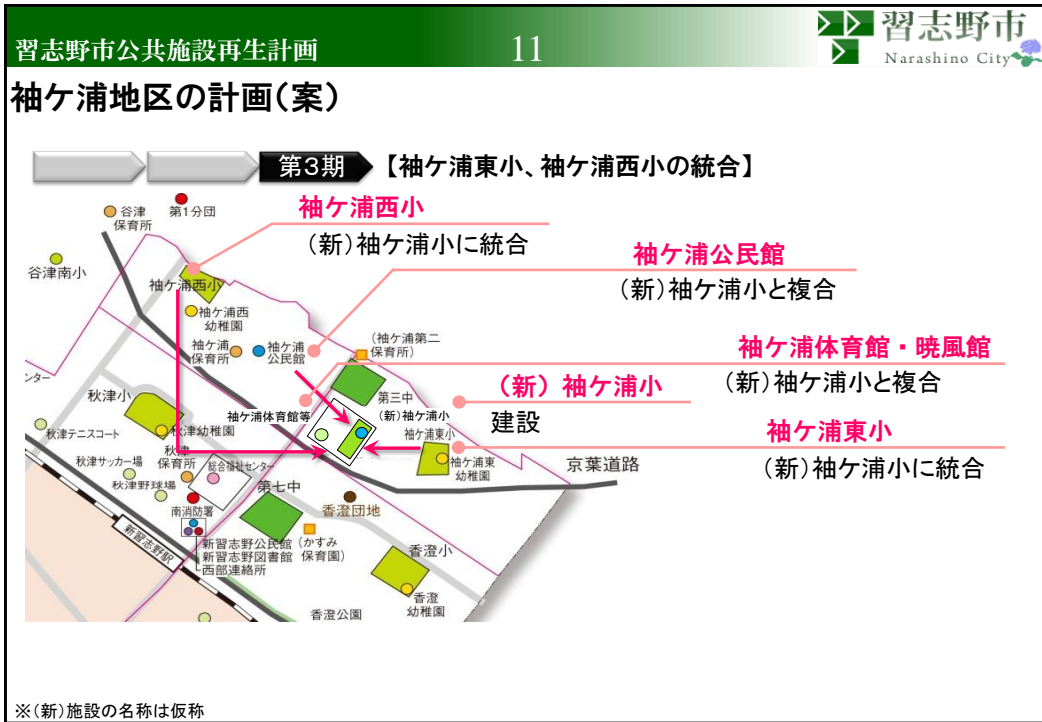 習志野市公共施設再生計画
11
習志野市
Narashino City
袖ケ浦地区の計画(案)
第3期
【袖ケ浦東小、袖ケ浦西小の統合】
袖ケ浦西小
(新)袖ケ浦小に統合
袖ケ浦公民館
(新)袖ケ浦小と複合
袖ケ浦体育館・暁風館
(新)袖ケ浦小と複合
(新)袖ケ浦小
建設
袖ケ浦東小
(新)袖ケ浦小に統合
谷津
保育所
第1分団
谷津南小
袖ケ浦西小
袖ケ浦西
幼稚園
袖ケ浦
保育所
袖ケ浦
公民館
(袖ケ浦第二
保育所)
第三中
(新)袖ケ浦小
袖ケ浦体育館等
袖ケ浦東小
袖ケ浦東
幼稚園
京葉道路
ンター
秋津小
秋津幼稚園
秋津テニスコート
秋津
保育所
秋津サッカー場
総合福祉センター
秋津野球場
南消防署
第七中
香澄団地
新習志野駅
新習志野公民館
新習志野図書館
西部連絡所
(かすみ
保育園)
香澄小
香澄
幼稚園
香澄公園
※(新)施設の名称は仮称